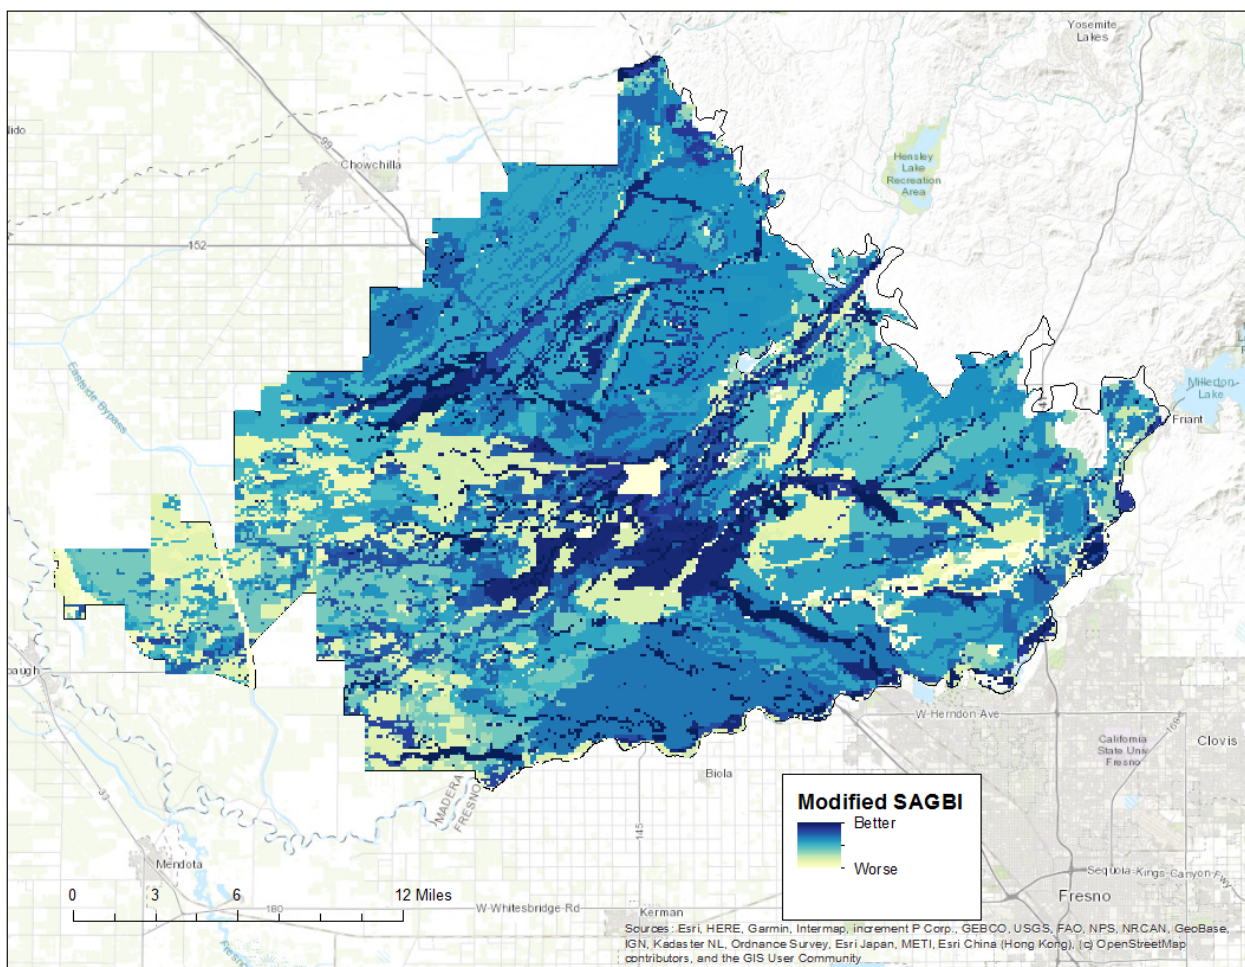 Yosemite
Lakes
Nido
99
Chowchilla
Hensley
Lake
Recreation
Area
152
Eastside Bypass
Millerton
Lake
Friant
W-Herndon Ave
168
California
State Univ
Fresno
Clovis
Biola
MADERA
FRESNO
145
33
Mendota
Modified SAGBI
Better
Worse
0 3 6 12 Miles
180
W-Whitesbridge Rd
Kerman
Sequoia-Kings-Canyon-Fwy
Fresno
Sources: Esri, HERE, Garmin, Intermap, increment P Corp., GEBCO, USGS, FAO, NPS, NRCAN, GeoBase,
IGN, Kadaster NL, Ordnance Survey, Esri Japan, METI, Esri China (Hong Kong), (c) OpenStreetMap
contributors, and the GIS User Community